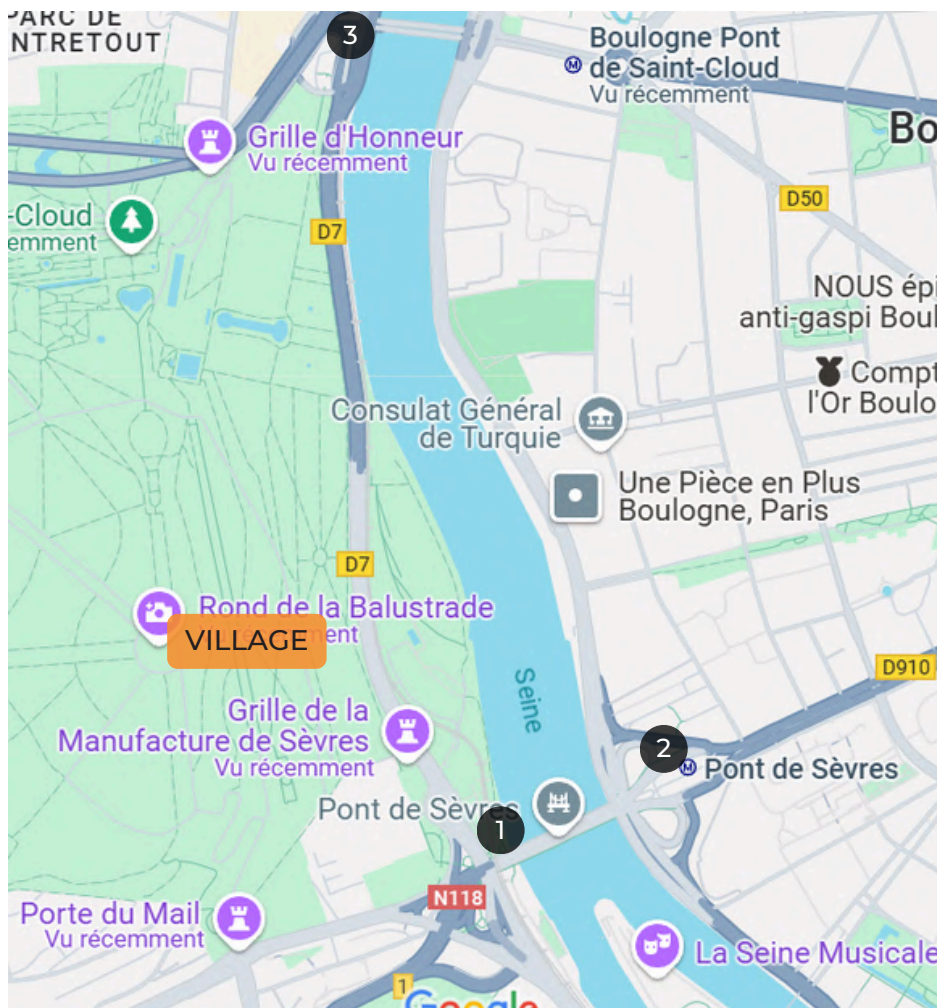 PARC DE
NTRETOUT
3
Boulogne Pont
de Saint-Cloud
Vu récemment
M
Bo
Grille d'Honneur
Vu récemment
D50
-Cloud
emment
D7
NOUS épi
anti-gaspi Boul
Compt
l'Or Boulo
Consulat Général
de Turquie
Une Pièce en Plus
Boulogne, Paris
D7
Rond de la Balustrade
VILLAGE
ent
Seine
D910
Grille de la
Manufacture de Sèvres
Vu récemment
2
M
Pont de Sèvres
Pont de Sèvres
1
N118
Porte du Mail
Vu récemment
La Seine Musicale
1
Google